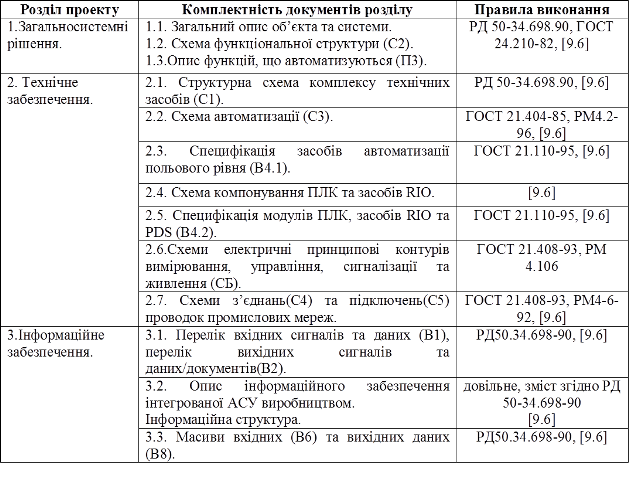 Розділ проекту
Комплектність документів розділу
Правила виконання
1.Загальносистемні
рішення.
1.1. Загальний опис об’єкта та системи.
1.2. Схема функціональної структури (С2).
1.3.Опис функцій, що автоматизуються (П3).
РД 50-34.698.90, ГОСТ
24.210-82, [9.6]
2. Технічне
забезпечення.
2.1. Структурна схема комплексу технічних
засобів (С1).
РД 50-34.698.90, [9.6]
2.2. Схема автоматизації (С3).
ГОСТ 21.404-85, РМ4.2-
96, [9.6]
2.3. Специфікація засобів автоматизації
польового рівня (В4.1).
ГОСТ 21.110-95, [9.6]
2.4. Схема компонування ПЛК та засобів RIO.
[9.6]
2.5. Специфікація модулів ПЛК, засобів RIO та
PDS (В4.2).
ГОСТ 21.110-95, [9.6]
2.6.Схеми електричні принципові контурів
вимірювання, управління, сигналізації та
живлення (СБ).
ГОСТ 21.408-93, РМ
4.106
2.7. Схеми з’єднань(С4) та підключень(С5)
проводок промислових мереж.
ГОСТ 21.408-93, РМ4-6-
92, [9.6]
3.Інформаційне
забезпечення.
3.1. Перелік вхідних сигналів та даних (В1),
перелік вихідних сигналів та
даних/документів(В2).
РД50.34.698-90, [9.6]
3.2. Опис інформаційного забезпечення
інтегрованої АСУ виробництвом.
Інформаційна структура.
довільне, зміст згідно РД
50-34.698-90
[9.6]
3.3. Масиви вхідних (В6) та вихідних даних
(В8).
РД50.34.698-90, [9.6]